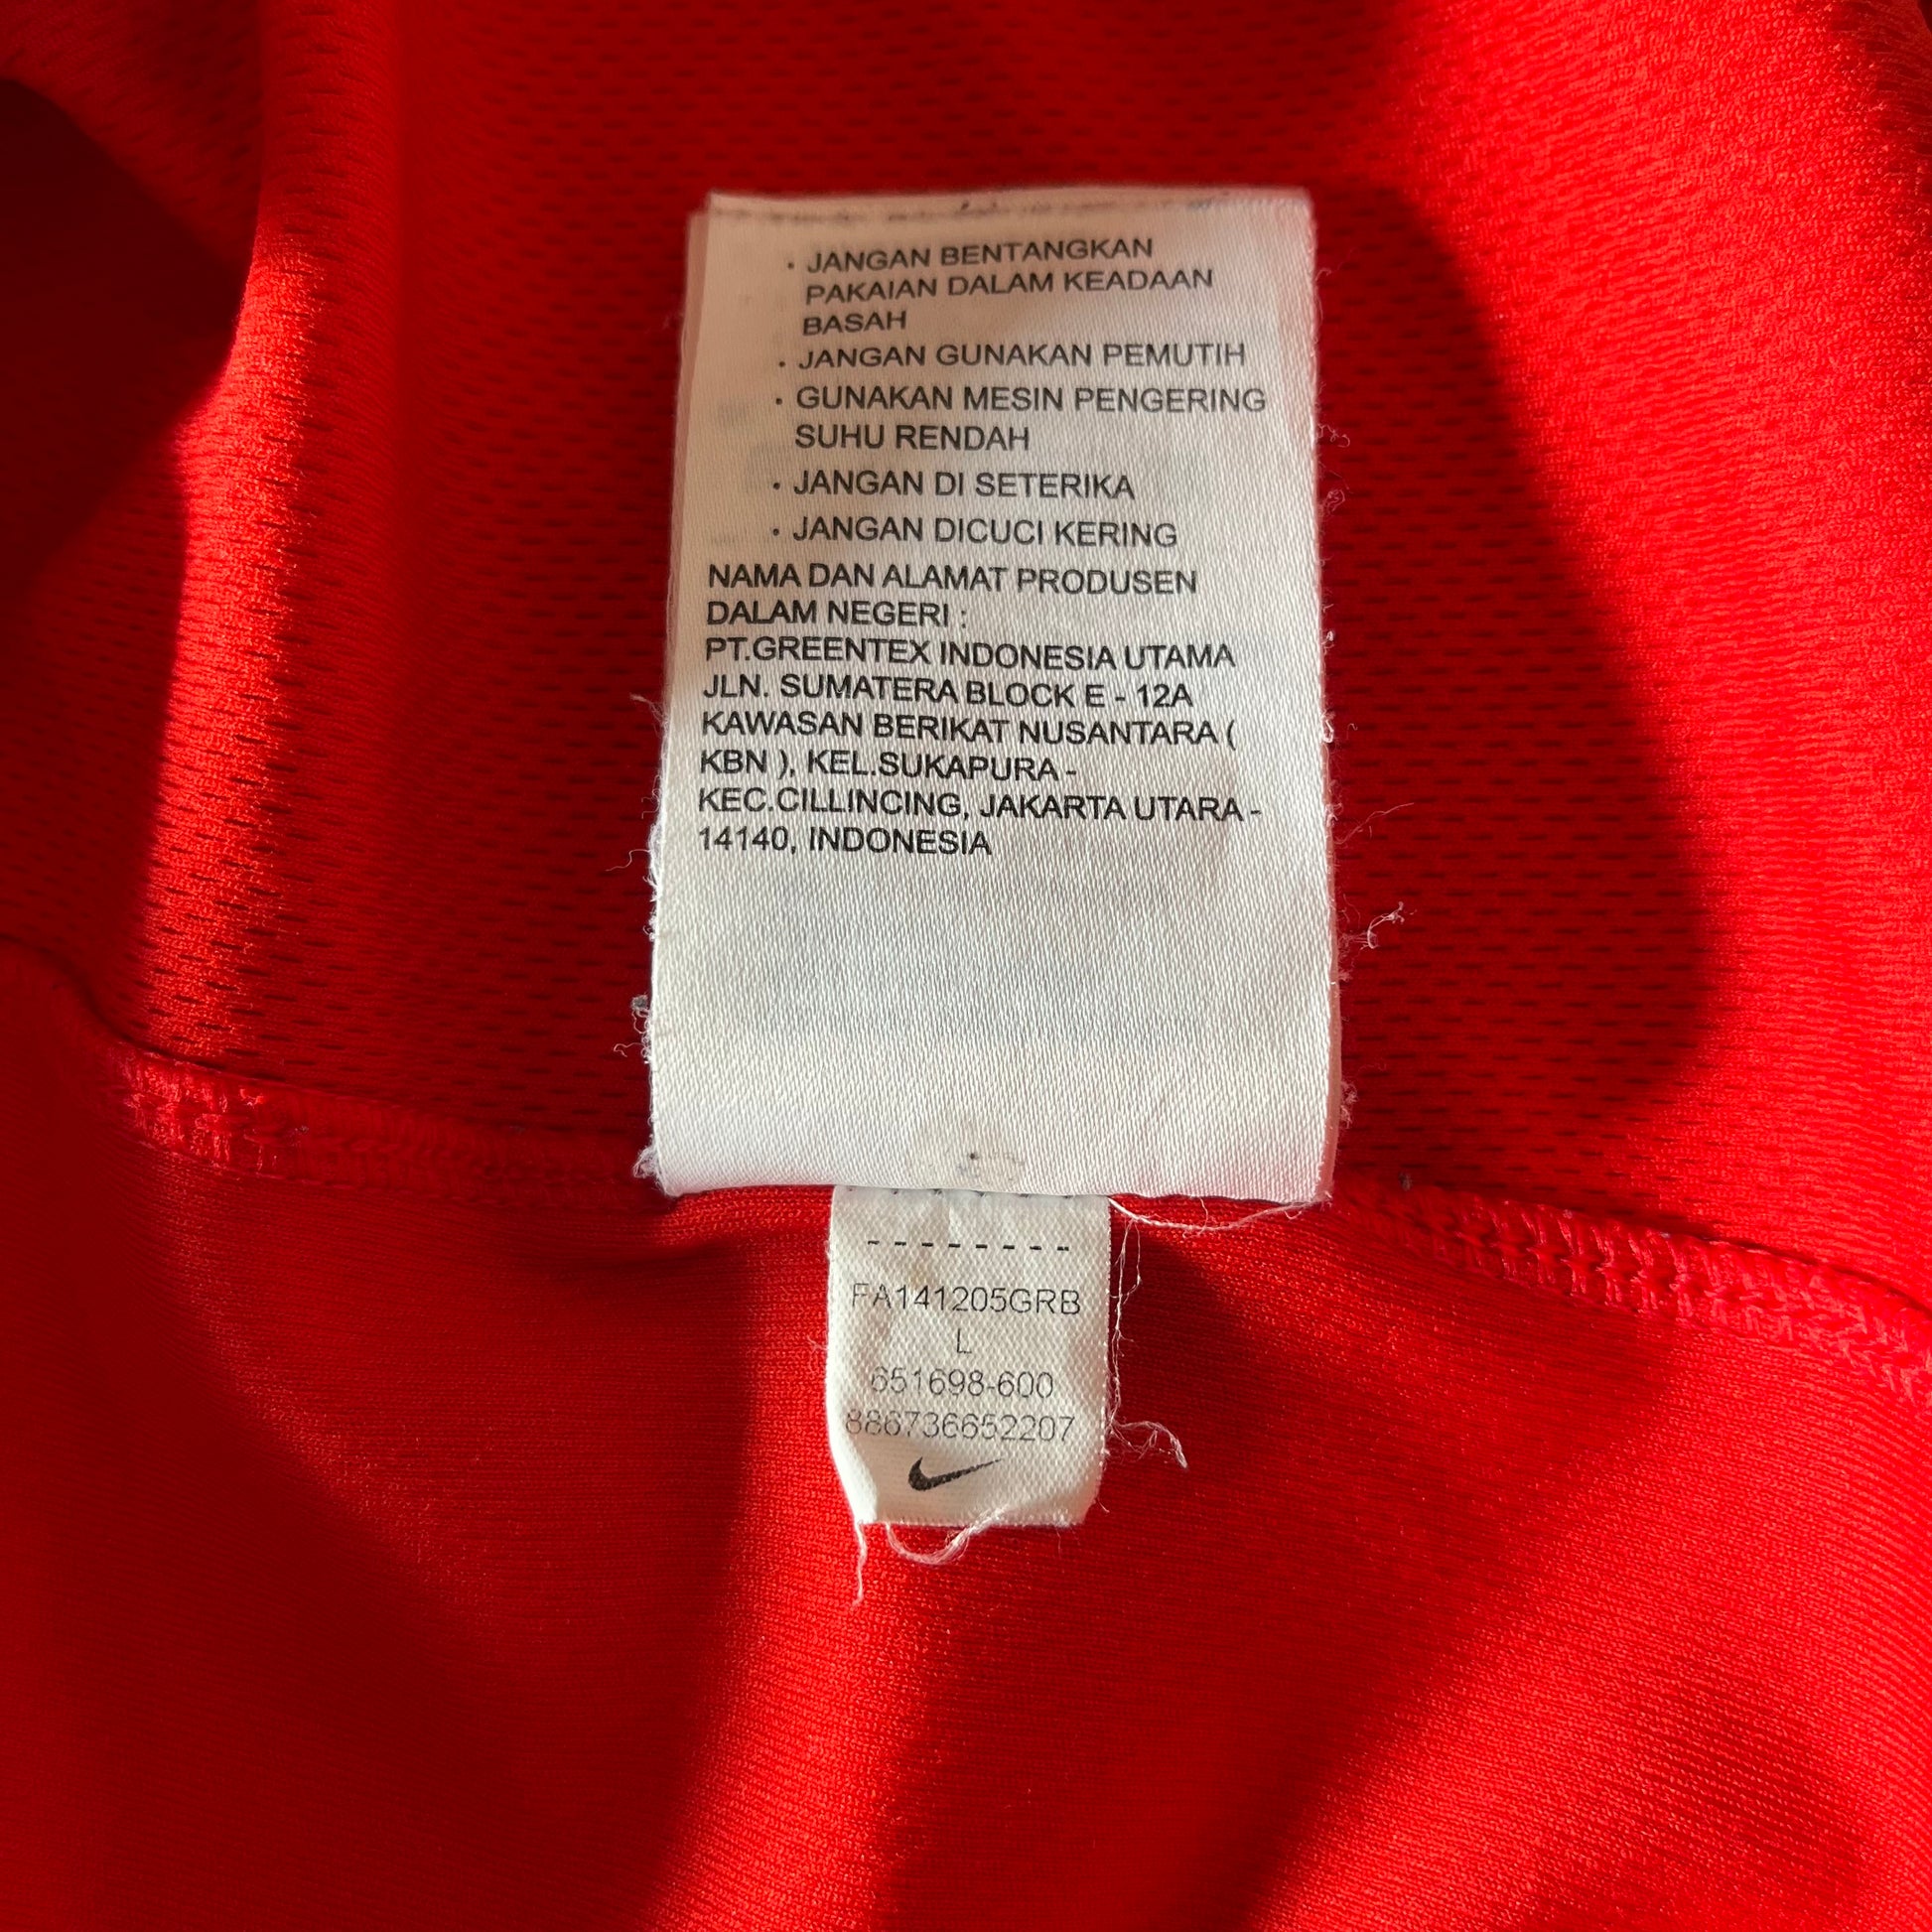 · JANGAN BENTANGKAN
PAKAIAN DALAM KEADAAN
BASAH
· JANGAN GUNAKAN PEMUTIH
· GUNAKAN MESIN PENGERING
SUHU RENDAH
· JANGAN DI SETERIKA
· JANGAN DICUCI KERING
NAMA DAN ALAMAT PRODUSEN
DALAM NEGERI :
PT.GREENTEX INDONESIA UTAMA
JLN. SUMATERA BLOCK E - 12A
KAWASAN BERIKAT NUSANTARA (
KBN ), KEL.SUKAPURA -
KEC.CILLINCING, JAKARTA UTARA -
14140, INDONESIA
--------
FA141205GRB
L
651698-600
886736652207